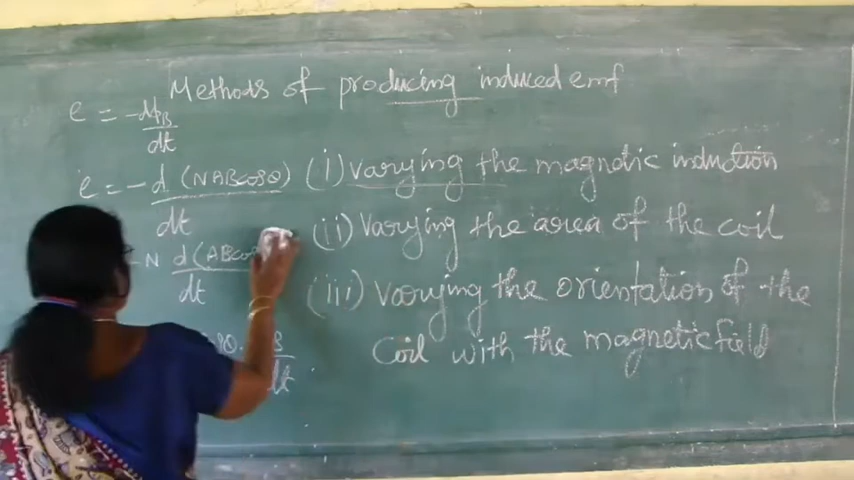 Methods of producing induced emf
e = -
dt
e = - d (NABCosθ)
dt
(i) varying the magnetic induction
(ii) Varying the area of the coil
N d (ABCos
dt
(iii) Varying the orientation of the
coil with the magnetic field
dt